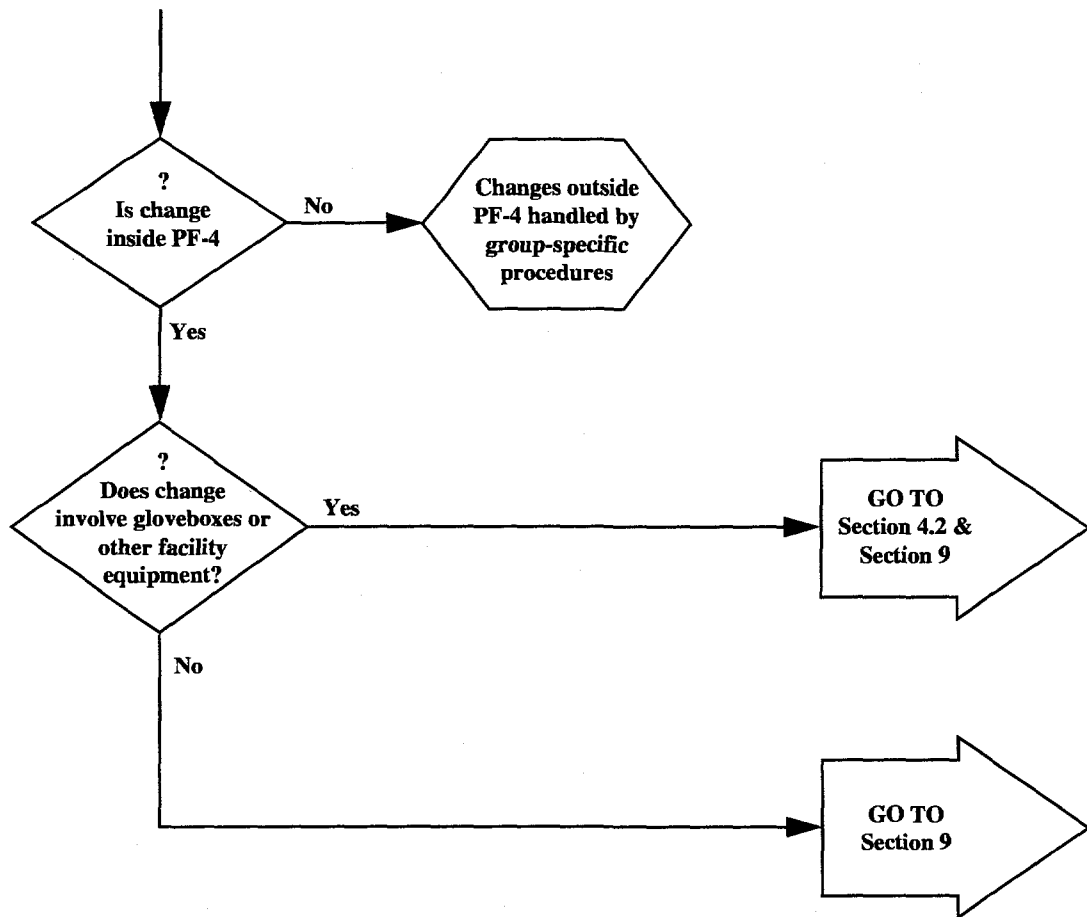 ?
Is change
inside PF-4
No
Changes outside
PF-4 handled by
group-specific
procedures
Yes
?
Does change
involve gloveboxes or
other facility
equipment?
Yes
GO TO
Section 4.2 &
Section 9
No
GO TO
Section 9